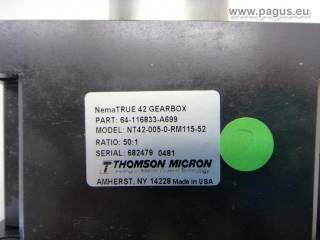 www.pagus.eu
NemaTRUE 42 GEARBOX
PART: 64-116833-A699
MODEL: NT42-005-0-RM115-52
RATIO: 50:1
SERIAL: 682479 0481
THOMSON MICRON
AMHERST, NY 14228 Made in USA